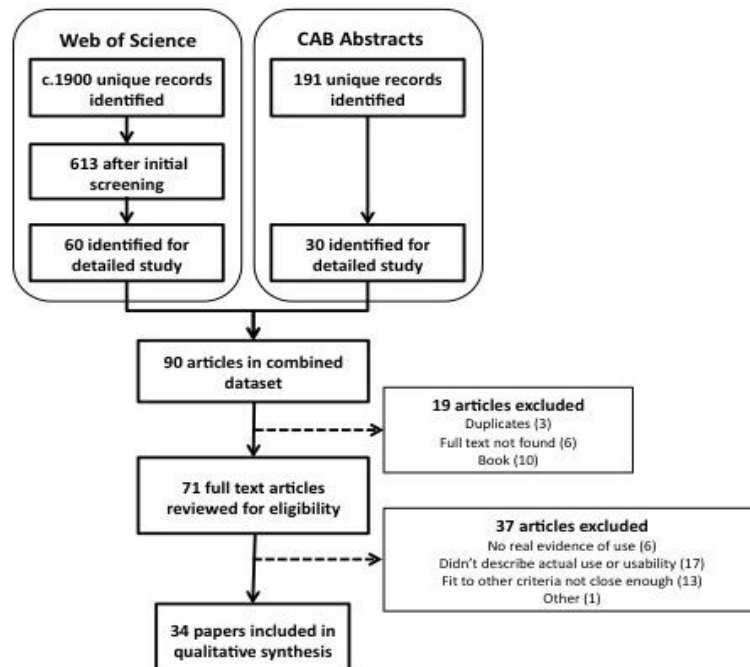 Web of Science
c.1900 unique records
identified
613 after initial
screening
60 identified for
detailed study
CAB Abstracts
191 unique records
identified
30 identified for
detailed study
90 articles in combined
dataset
19 articles excluded
Duplicates (3)
Full text not found (6)
Book (10)
71 full text articles
reviewed for eligibility
37 articles excluded
No real evidence of use (6)
Didn't describe actual use or usability (17)
Fit to other criteria not close enough (13)
Other (1)
34 papers included in
qualitative synthesis